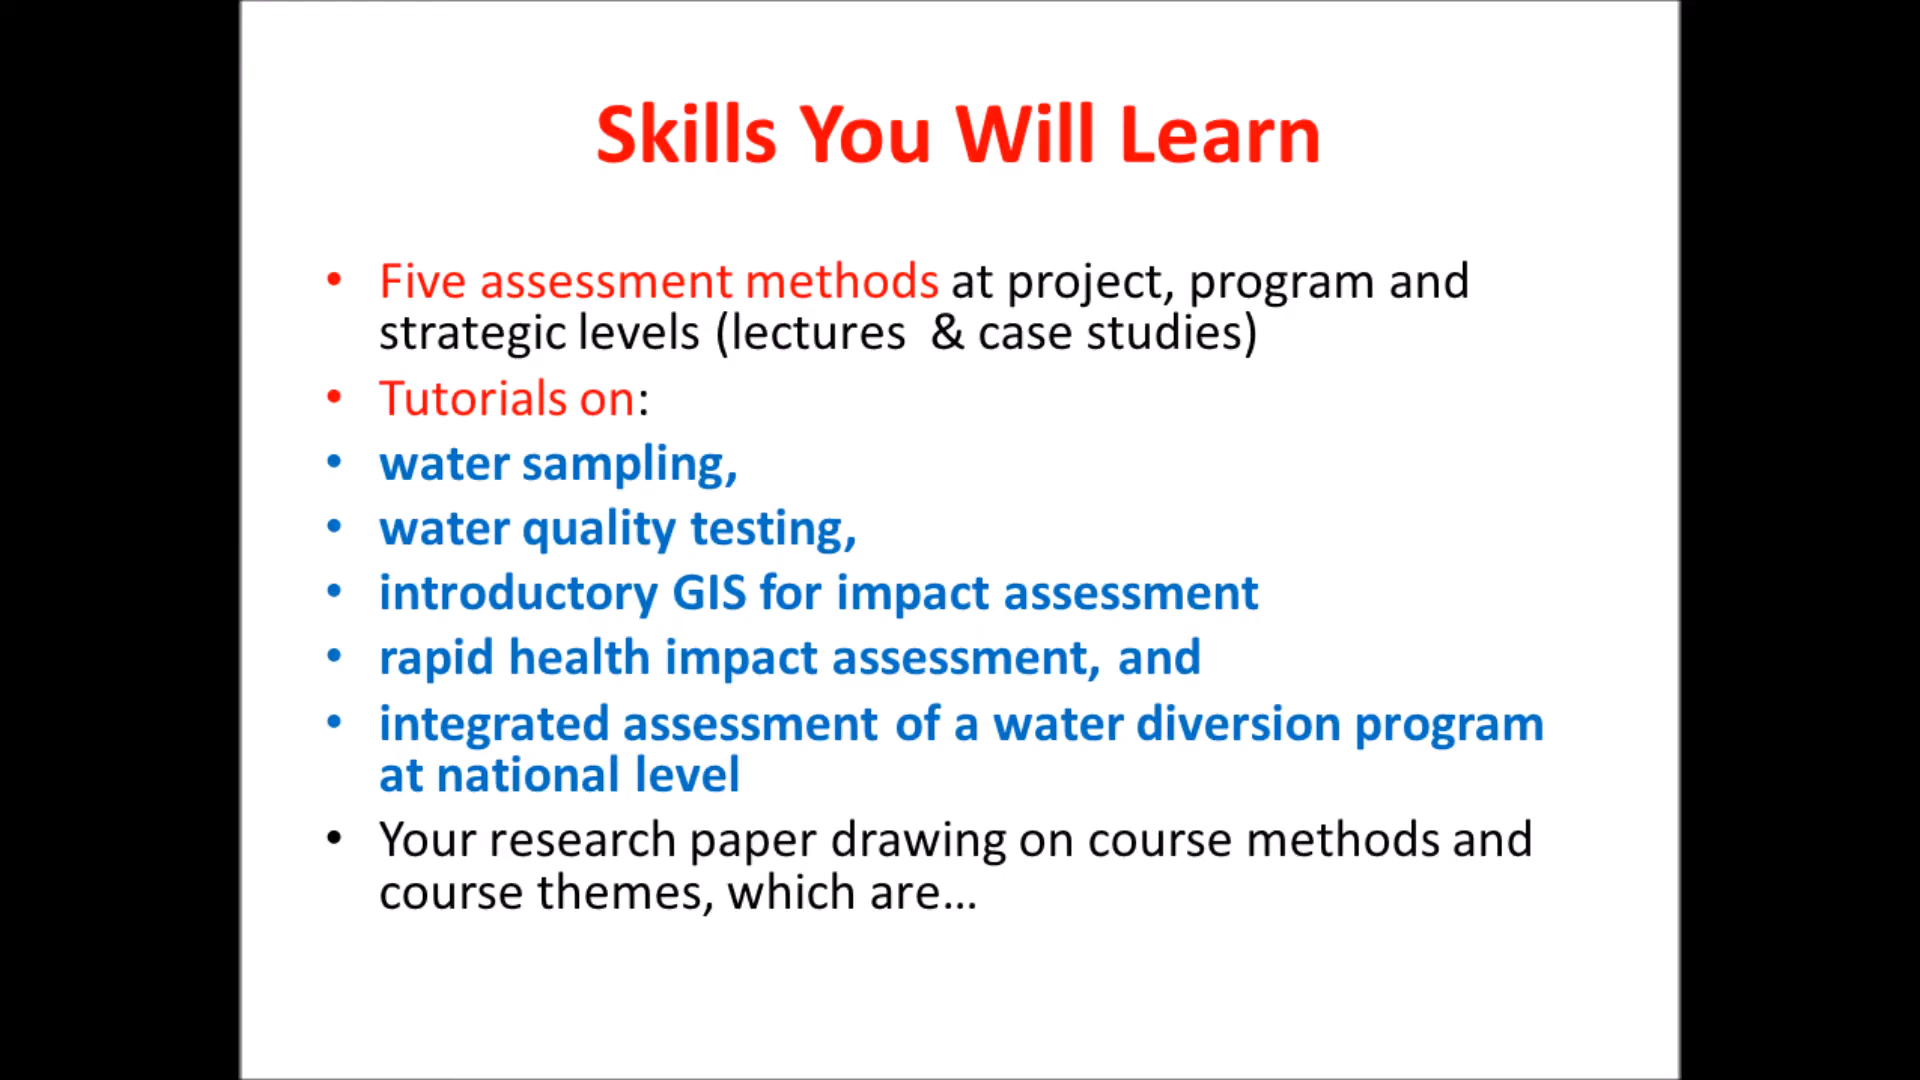 Skills You Will Learn
• Five assessment methods at project, program and
strategic levels (lectures & case studies)
• Tutorials on:
• water sampling,
• water quality testing,
• introductory GIS for impact assessment
• rapid health impact assessment, and
• integrated assessment of a water diversion program
at national level
• Your research paper drawing on course methods and
course themes, which are…